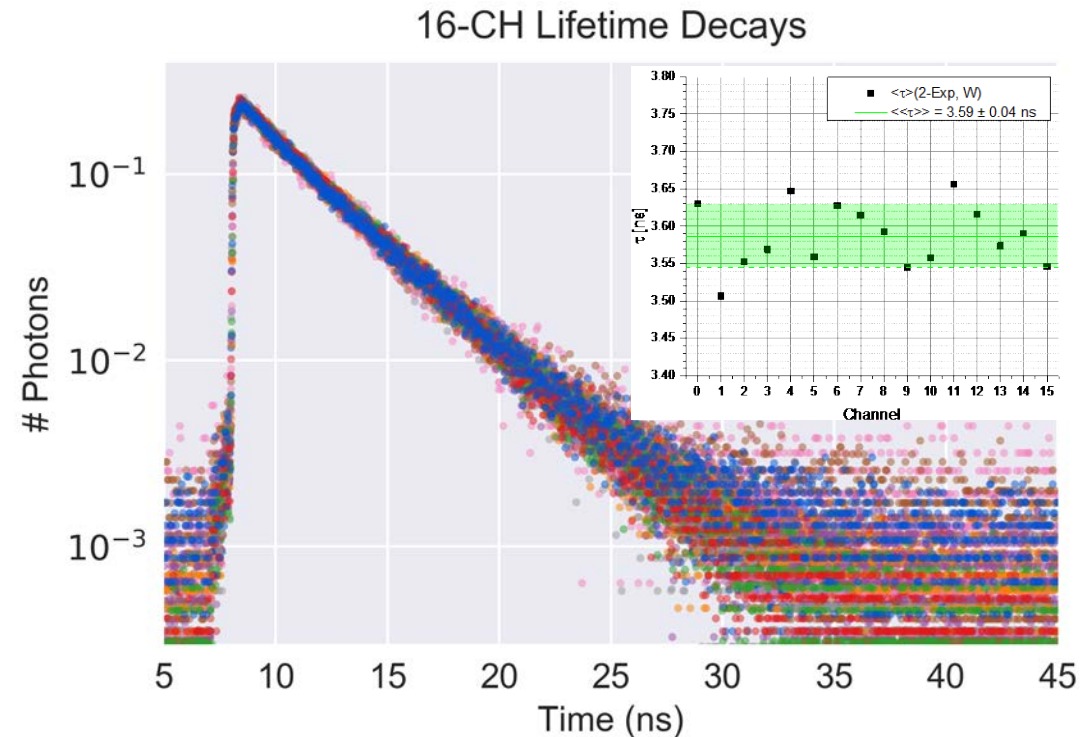 16-CH Lifetime Decays
# Photons
10⁻¹
10⁻²
10⁻³
5 10 15 20 25 30 35 40 45
Time (ns)
<τ>(2-Exp, W)
<<τ>> = 3.59 ± 0.04 ns
τ [ns]
3.80
3.75
3.70
3.65
3.60
3.55
3.50
3.45
3.40
0 1 2 3 4 5 6 7 8 9 10 11 12 13 14 15
Channel